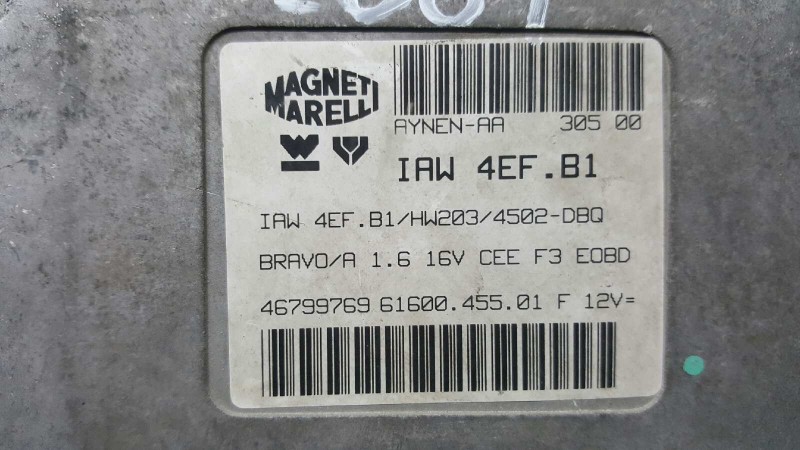 MAGNETI
MARELLI
AYNEN-AA 305 00
IAW 4EF.B1
IAW 4EF.B1/HW203/4502-DBQ
BRAVO/A 1.6 16V CEE F3 EOBD
46799769 61600.455.01 F 12V=